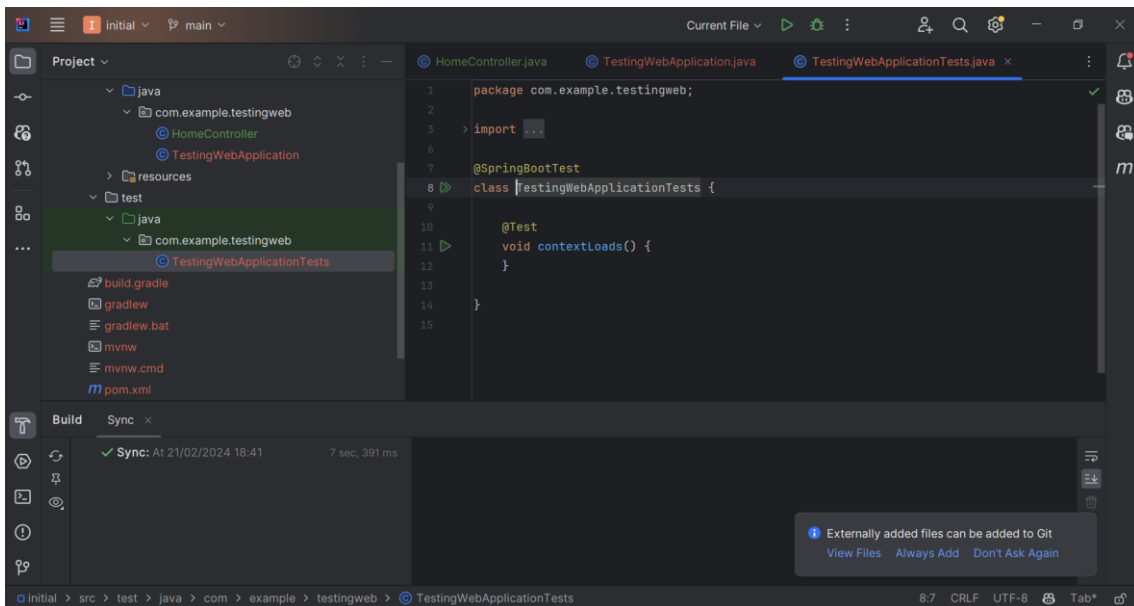 I initial main Current File
Project
java
com.example.testingweb
HomeController
TestingWebApplication
resources
test
java
com.example.testingweb
TestingWebApplicationTests
build.gradle
gradlew
gradlew.bat
mvnw
mvnw.cmd
m pom.xml
HomeController.java TestingWebApplication.java TestingWebApplicationTests.java
1 package com.example.testingweb;
2
3 import ...
6
7 @SpringBootTest
8 class TestingWebApplicationTests {
9
10 @Test
11 void contextLoads() {
12 }
13
14 }
15
m
Build Sync
Sync: At 21/02/2024 18:41 7 sec, 391 ms
Externally added files can be added to Git
View Files Always Add Don't Ask Again
initial > src > test > java > com > example > testingweb > TestingWebApplicationTests 8:7 CRLF UTF-8 Tab*